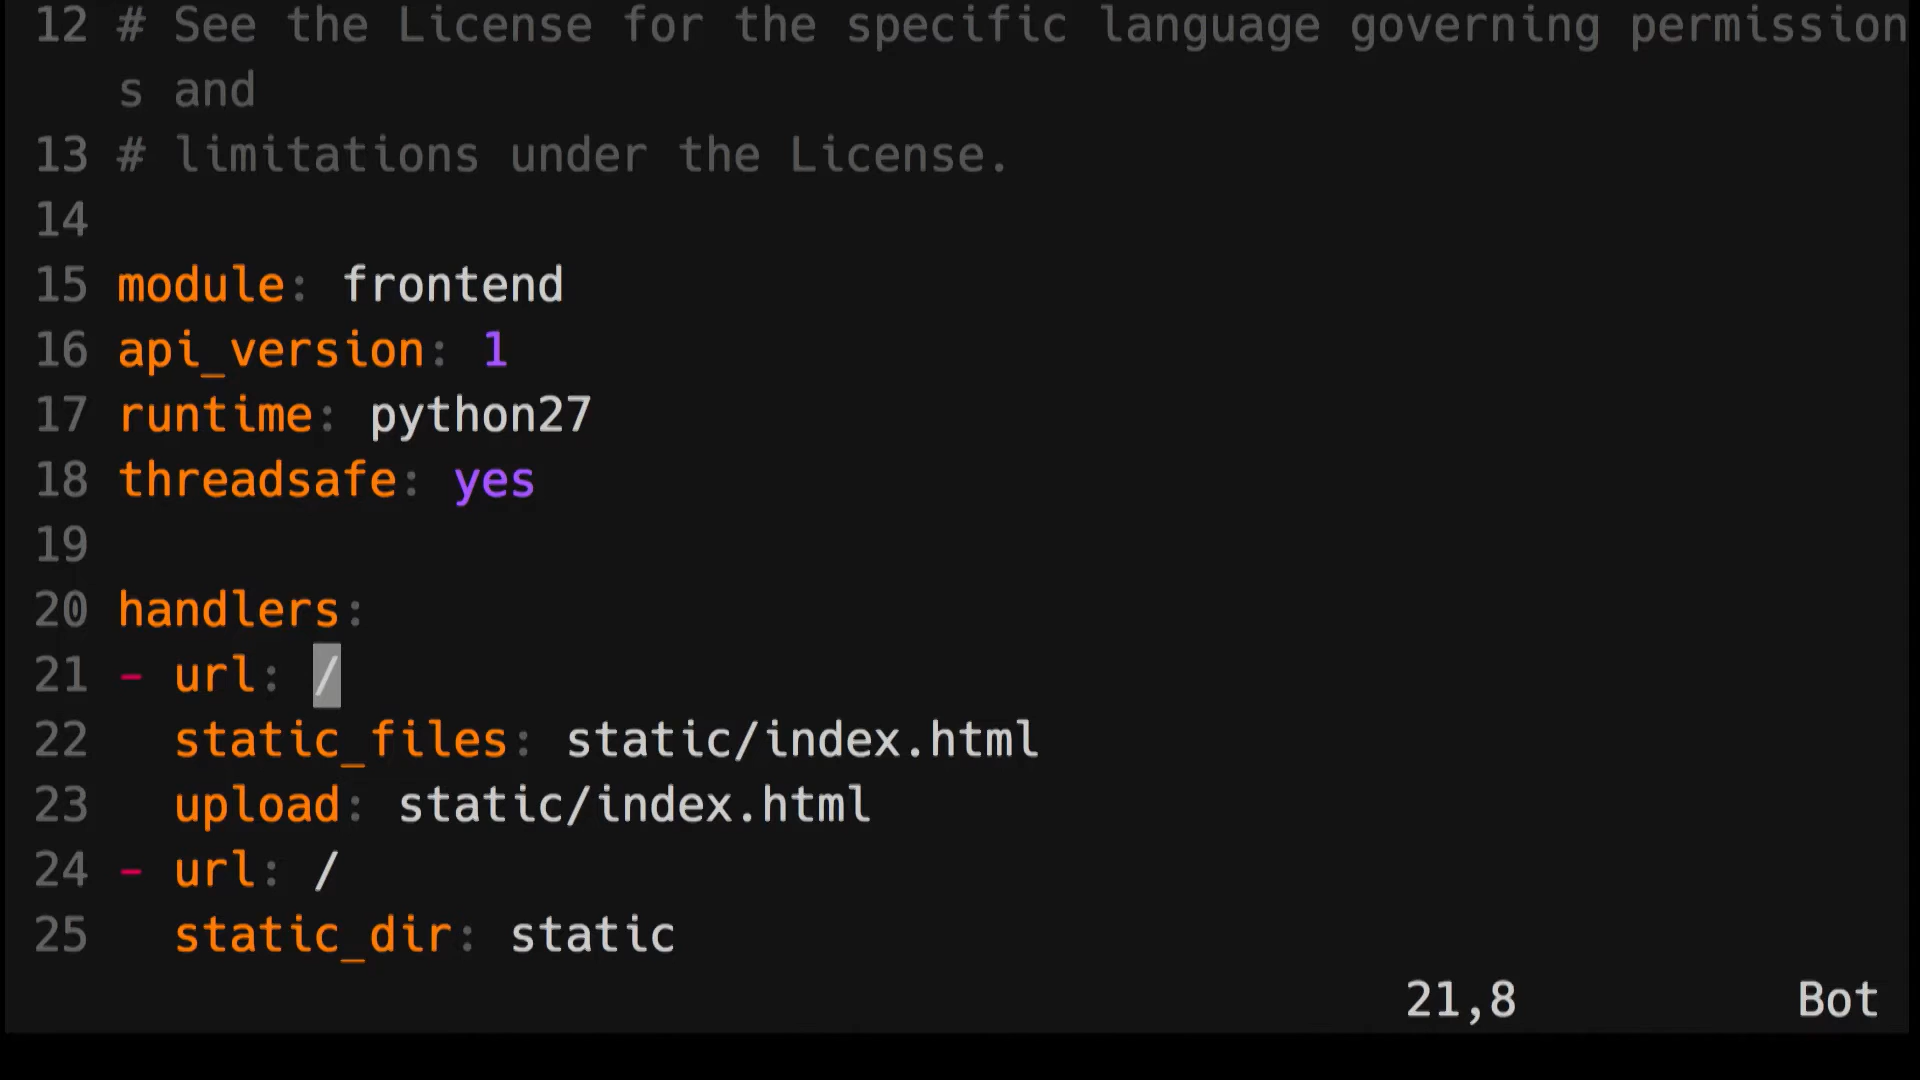 12 # See the License for the specific language governing permission
s and
13 # limitations under the License.
14
15 module: frontend
16 api_version: 1
17 runtime: python27
18 threadsafe: yes
19
20 handlers:
21 - url: /
22   static_files: static/index.html
23   upload: static/index.html
24 - url: /
25   static_dir: static
21,8 Bot